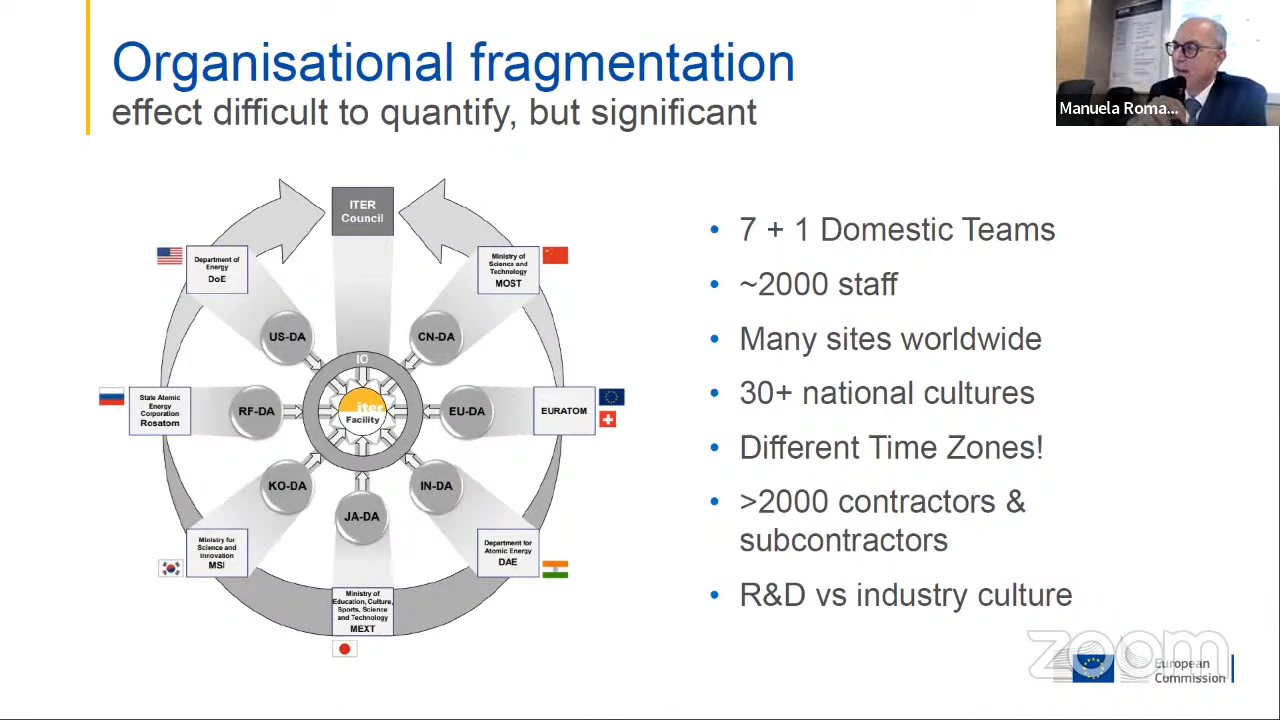 Organisational fragmentation
effect difficult to quantify, but significant
Manuela Roma...
ITER
Council
Department of
Energy
DoE
Ministry of
Science and
Technology
MOST
US-DA
CN-DA
IO
State Atomic
Energy
Corporation
Rosatom
RF-DA
iter
Facility
EU-DA
EURATOM
KO-DA
IN-DA
JA-DA
Ministry for
Science and
Innovation
MSI
Department for
Atomic Energy
DAE
Ministry of
Education, Culture,
Sports, Science
and Technology
MEXT
• 7 + 1 Domestic Teams
• ~2000 staff
• Many sites worldwide
• 30+ national cultures
• Different Time Zones!
• >2000 contractors &
subcontractors
• R&D vs industry culture
zoom
European
Commission